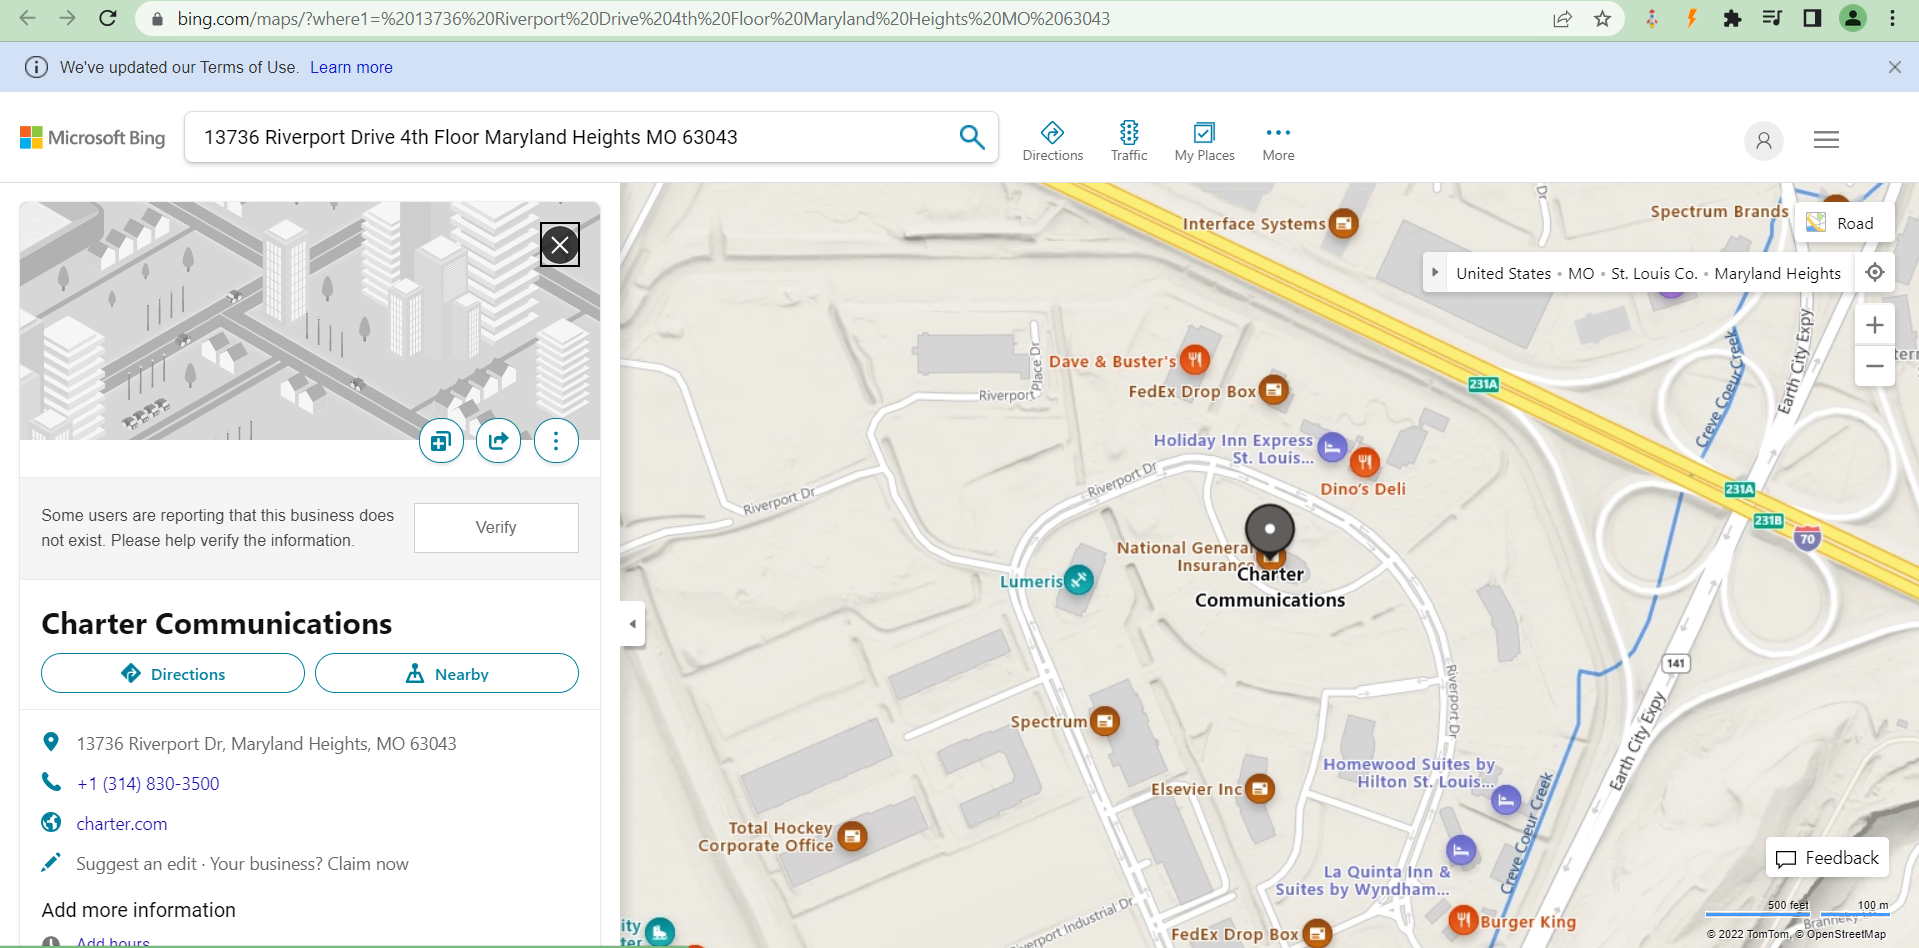 bing.com/maps/?where1=%2013736%20Riverport%20Drive%204th%20Floor%20Maryland%20Heights%20MO%2063043
We've updated our Terms of Use. Learn more
Microsoft Bing
13736 Riverport Drive 4th Floor Maryland Heights MO 63043
Directions
Traffic
My Places
More
Some users are reporting that this business does
not exist. Please help verify the information.
Verify
Charter Communications
Directions
Nearby
13736 Riverport Dr, Maryland Heights, MO 63043
+1 (314) 830-3500
charter.com
Suggest an edit · Your business? Claim now
Add more information
Add hours
Interface Systems
Spectrum Brands
Road
United States • MO • St. Louis Co. • Maryland Heights
Dr
Dave & Buster's
FedEx Drop Box
Riverport
Place Dr
231A
Creve Coeur Creek
Earth City Expy
Holiday Inn Express
St. Louis...
Dino's Deli
Riverport Dr
Riverport Dr
231A
231B
70
National General
Insurance
Charter
Communications
Lumeris
141
Riverport Dr
Earth City Expy
Spectrum
Homewood Suites by
Hilton St. Louis...
Elsevier Inc
Total Hockey
Corporate Office
Creve Coeur Creek
La Quinta Inn &
Suites by Wyndham...
Feedback
Riverport Industrial Dr
Burger King
FedEx Drop Box
500 feet
100 m
© 2022 TomTom, © OpenStreetMap